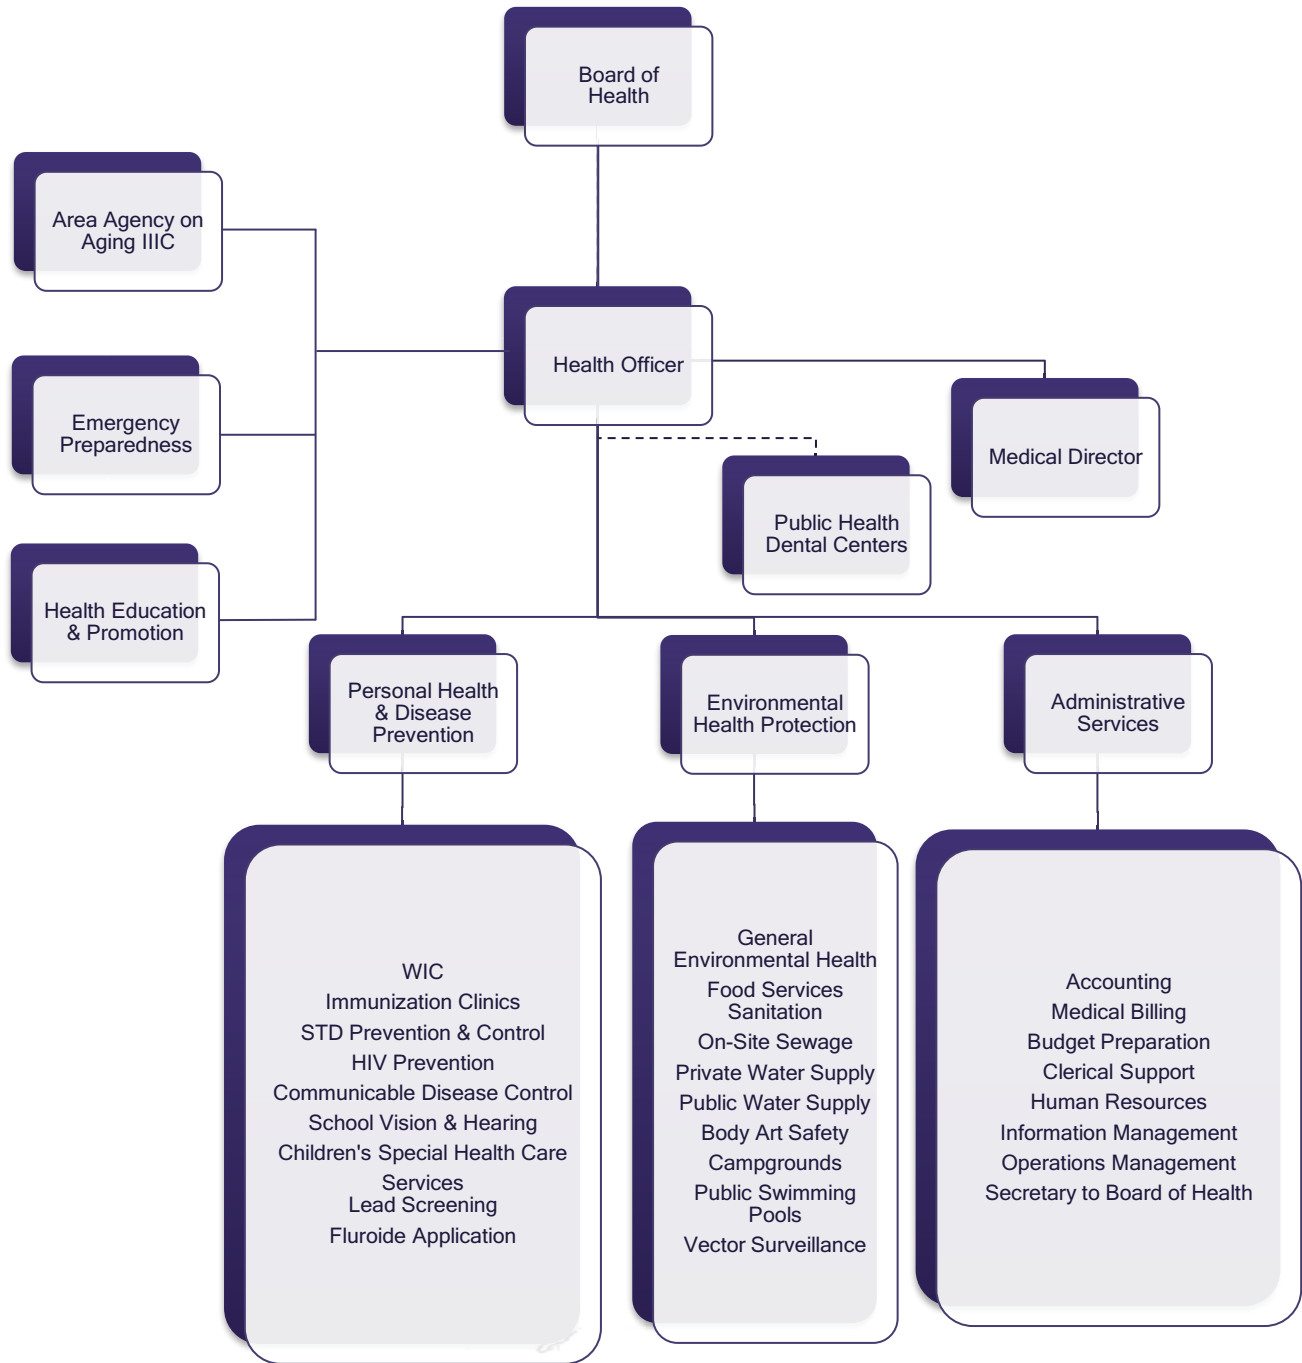 Board of
Health
Area Agency on
Aging IIIC
Health Officer
Emergency
Preparedness
Medical Director
Public Health
Dental Centers
Health Education
& Promotion
Personal Health
& Disease
Prevention
Environmental
Health Protection
Administrative
Services
WIC
Immunization Clinics
STD Prevention & Control
HIV Prevention
Communicable Disease Control
School Vision & Hearing
Children's Special Health Care
Services
Lead Screening
Fluroide Application
General
Environmental Health
Food Services
Sanitation
On-Site Sewage
Private Water Supply
Public Water Supply
Body Art Safety
Campgrounds
Public Swimming
Pools
Vector Surveillance
Accounting
Medical Billing
Budget Preparation
Clerical Support
Human Resources
Information Management
Operations Management
Secretary to Board of Health